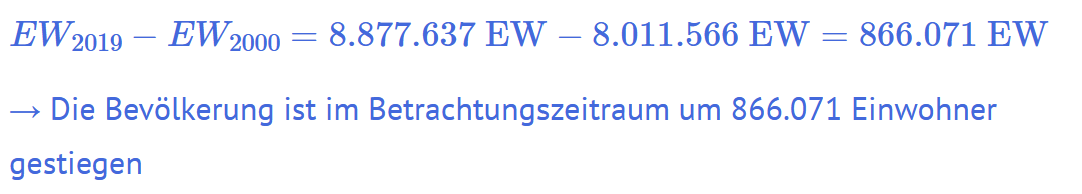 EW₂₀₁₉ − EW₂₀₀₀ = 8.877.637 EW − 8.011.566 EW = 866.071 EW
→ Die Bevölkerung ist im Betrachtungszeitraum um 866.071 Einwohner
gestiegen